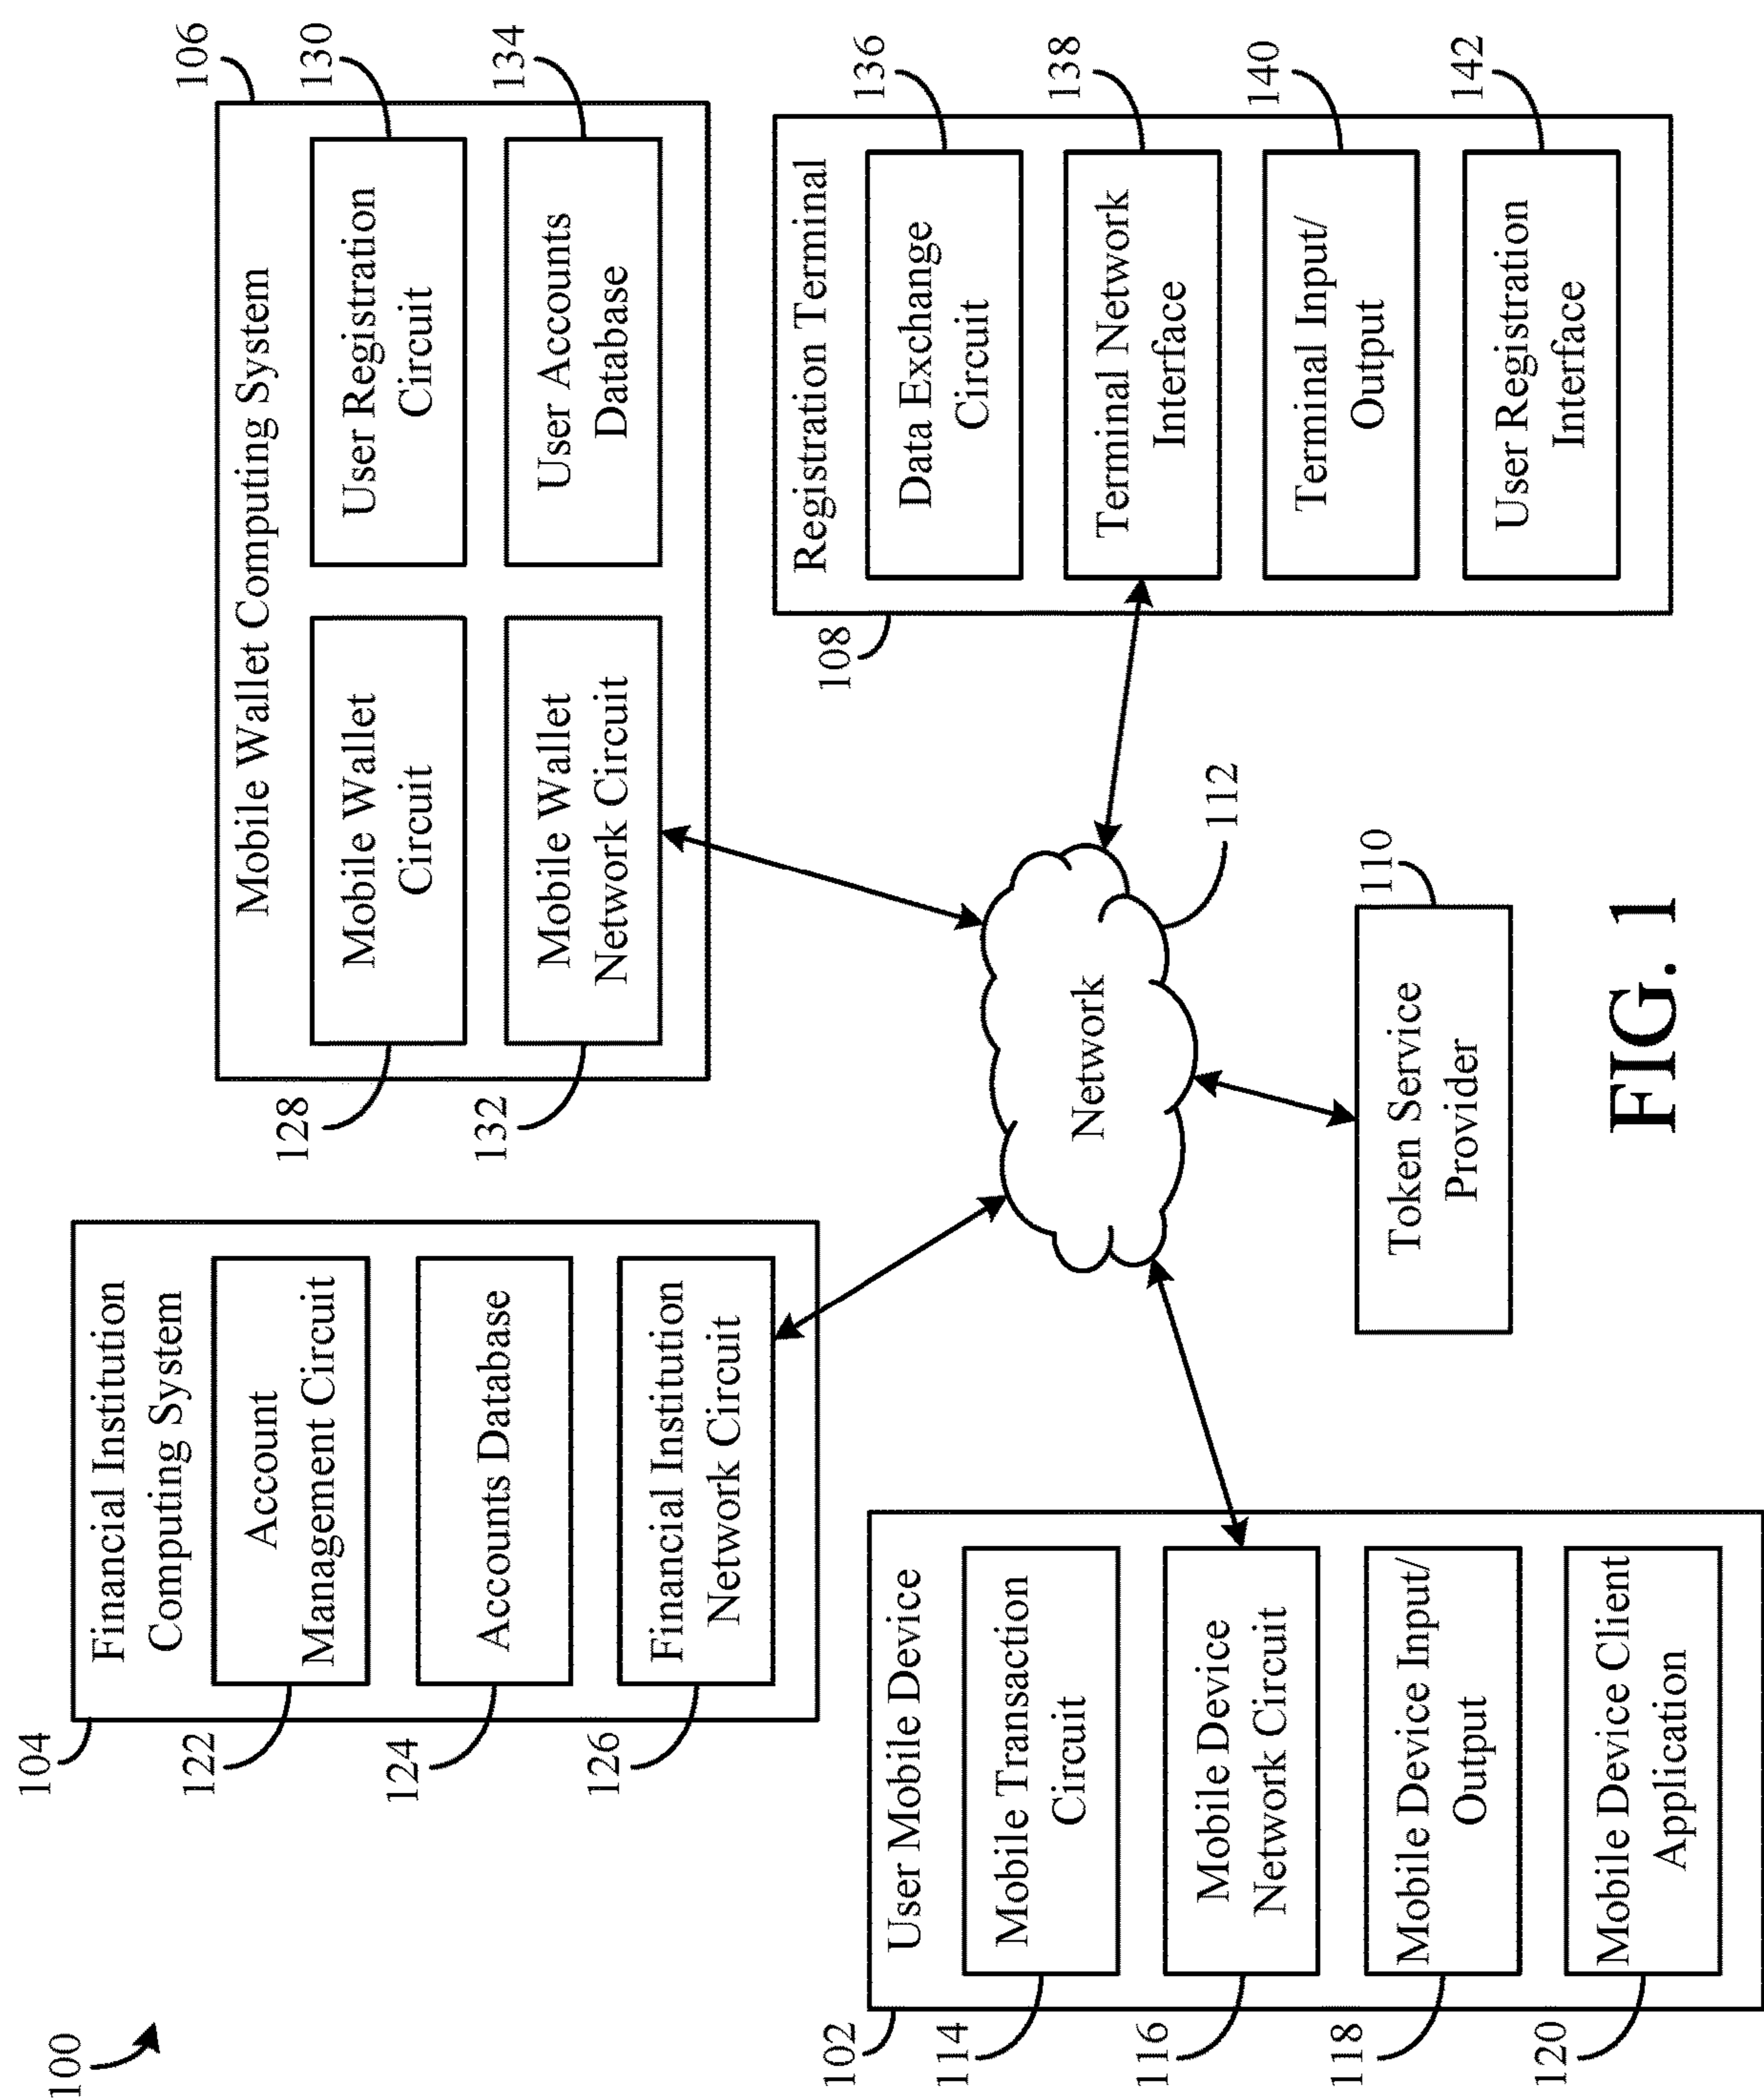 100
104
Financial Institution
Computing System
122
Account
Management Circuit
124
Accounts Database
126
Financial Institution
Network Circuit
106
Mobile Wallet Computing System
128
Mobile Wallet
Circuit
130
User Registration
Circuit
132
Mobile Wallet
Network Circuit
134
User Accounts
Database
102
User Mobile Device
114
Mobile Transaction
Circuit
116
Mobile Device
Network Circuit
118
Mobile Device Input/
Output
120
Mobile Device Client
Application
Network
112
110
Token Service
Provider
108
Registration Terminal
136
Data Exchange
Circuit
138
Terminal Network
Interface
140
Terminal Input/
Output
142
User Registration
Interface
FIG. 1